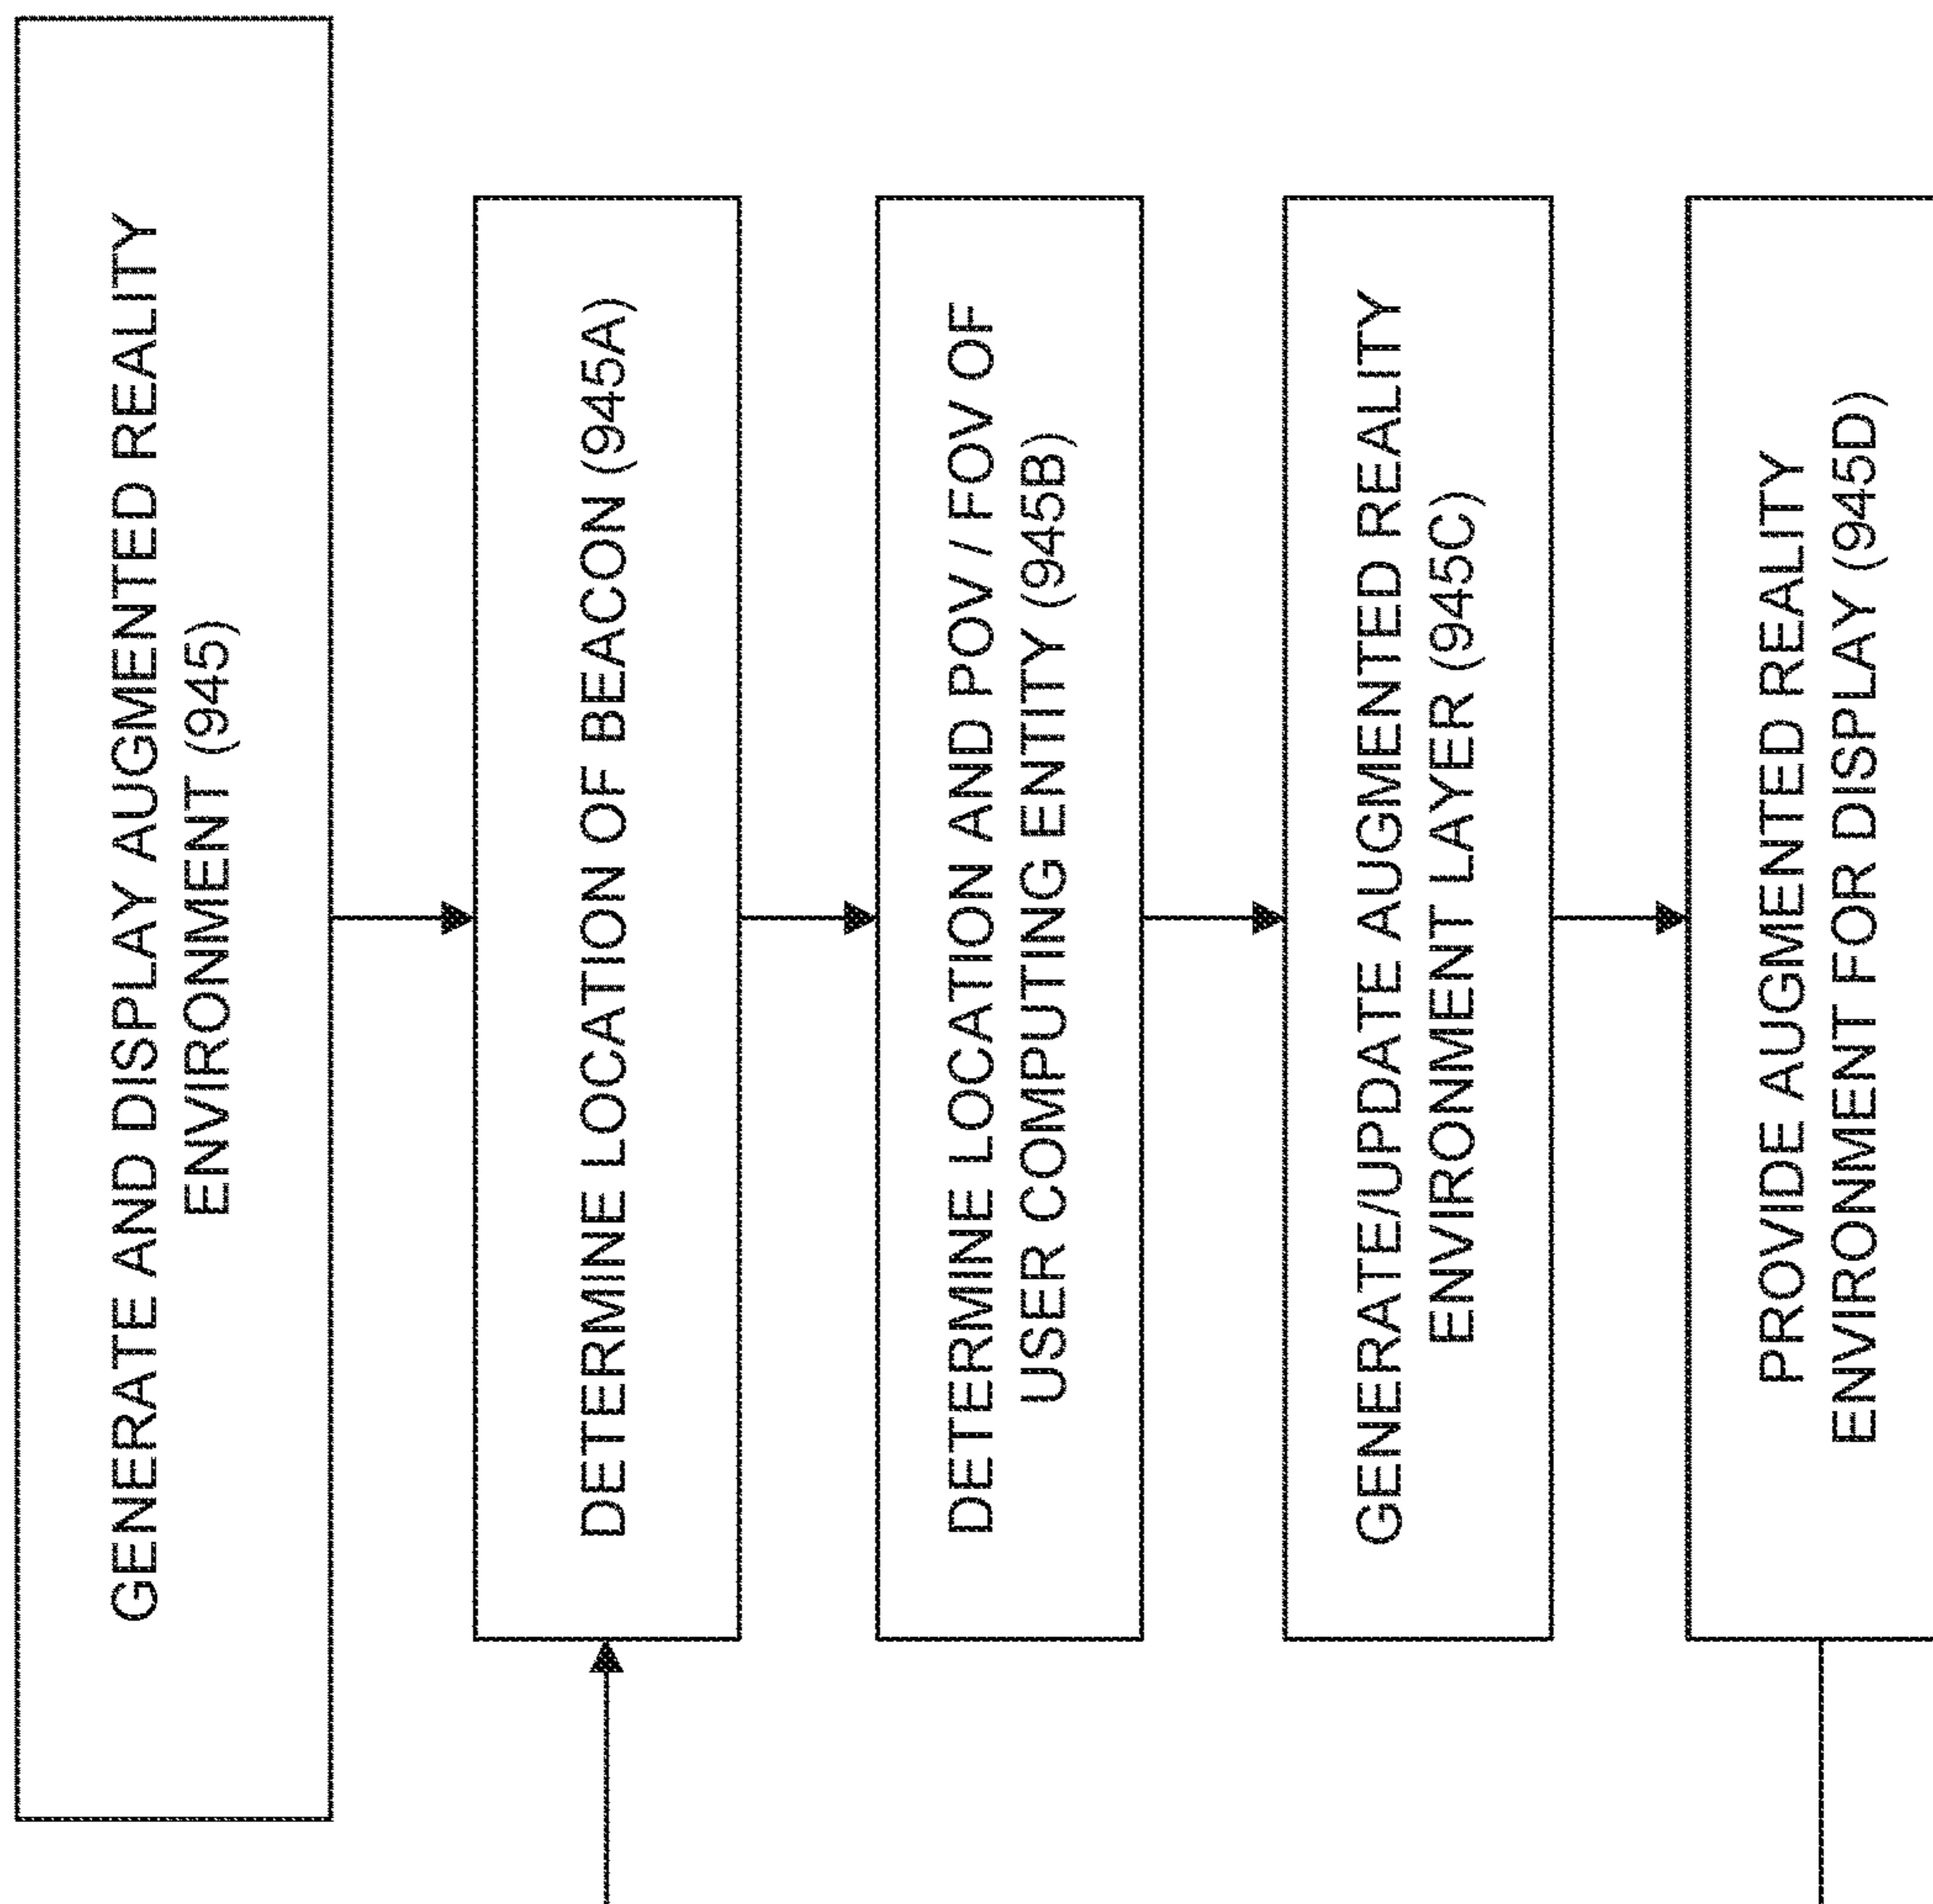 GENERATE AND DISPLAY AUGMENTED REALITY
ENVIRONMENT (945)
DETERMINE LOCATION OF BEACON (945A)
DETERMINE LOCATION AND POV / FOV OF
USER COMPUTING ENTITY (945B)
GENERATE/UPDATE AUGMENTED REALITY
ENVIRONMENT LAYER (945C)
PROVIDE AUGMENTED REALITY
ENVIRONMENT FOR DISPLAY (945D)